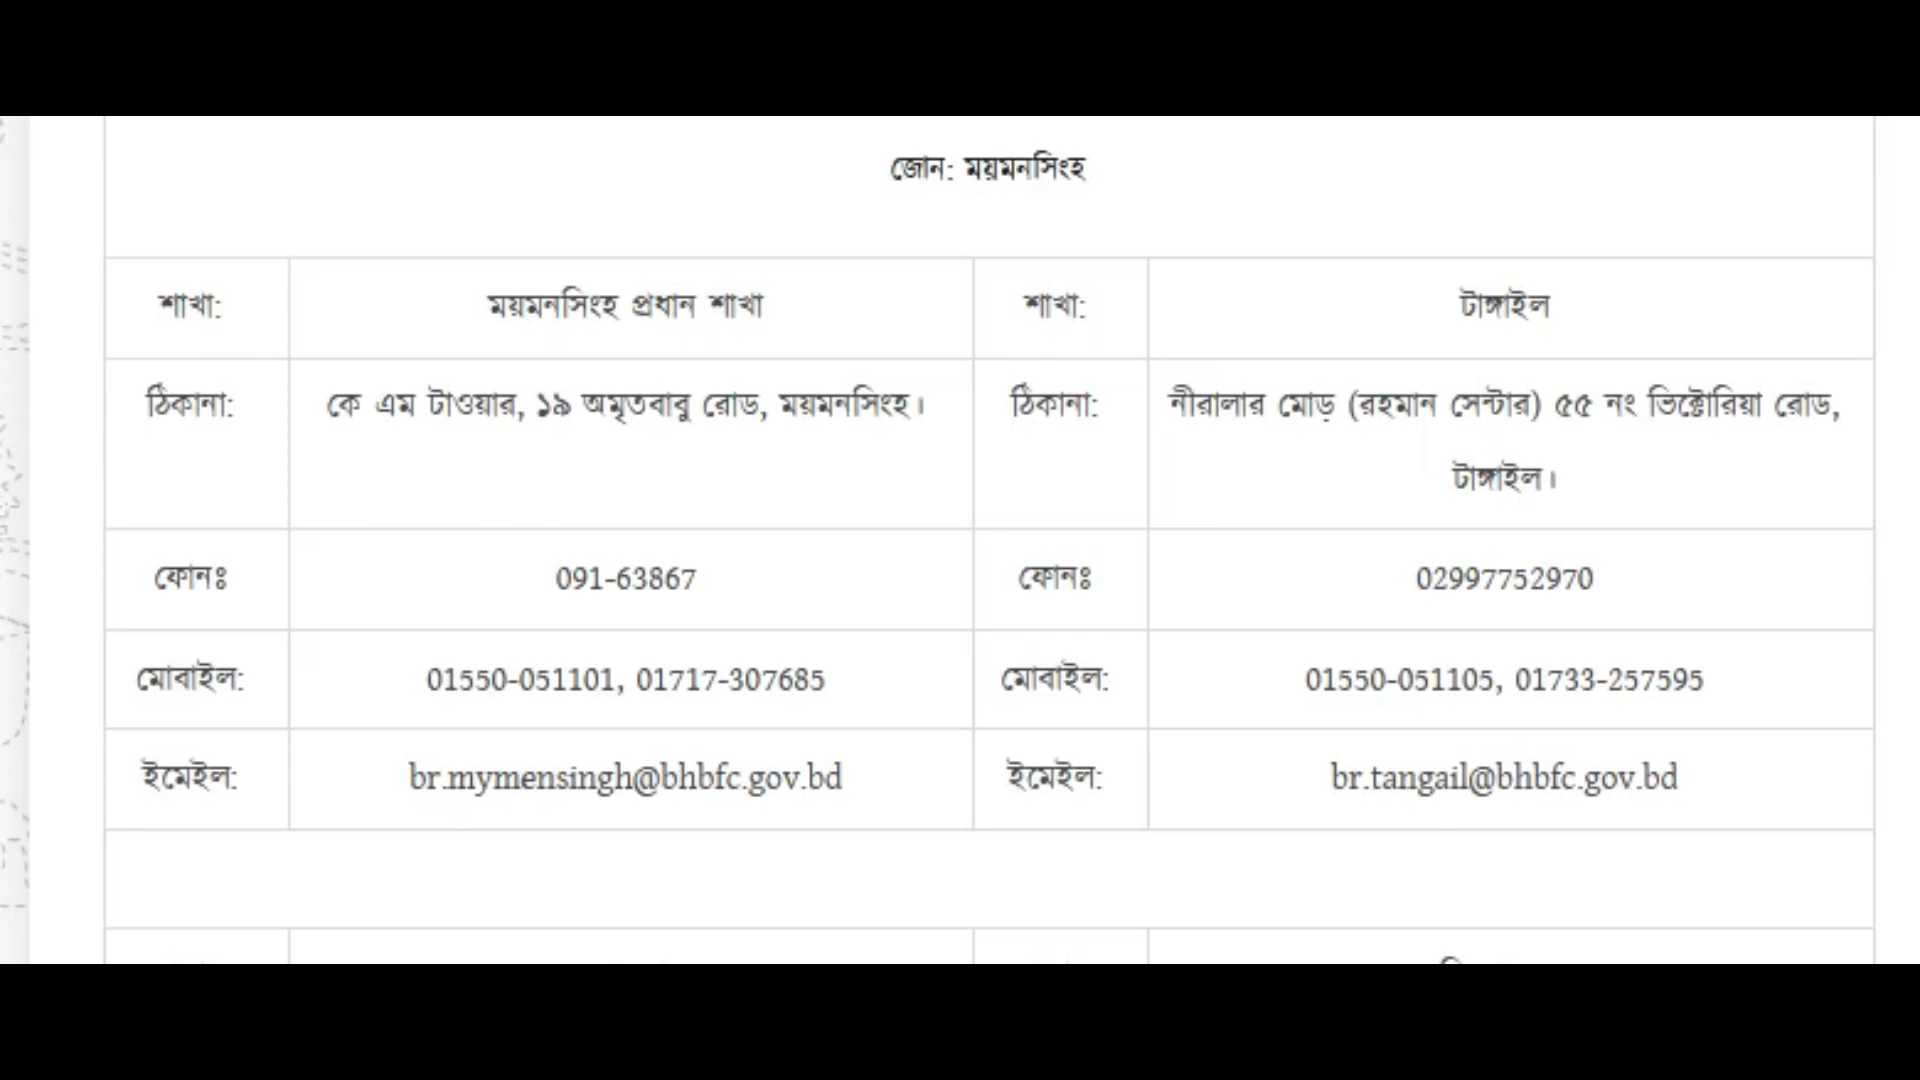 জোন: ময়মনসিংহ
শাখা: ময়মনসিংহ প্রধান শাখা শাখা: টাঙ্গাইল
ঠিকানা: কে এম টাওয়ার, ১৯ অমৃতবাবু রোড, ময়মনসিংহ। ঠিকানা: নীরালার মোড় (রহমান সেন্টার) ৫৫ নং ভিক্টোরিয়া রোড,
টাঙ্গাইল।
ফোনঃ 091-63867 ফোনঃ 02997752970
মোবাইল: 01550-051101, 01717-307685 মোবাইল: 01550-051105, 01733-257595
ইমেইল: br.mymensingh@bhbfc.gov.bd ইমেইল: br.tangail@bhbfc.gov.bd